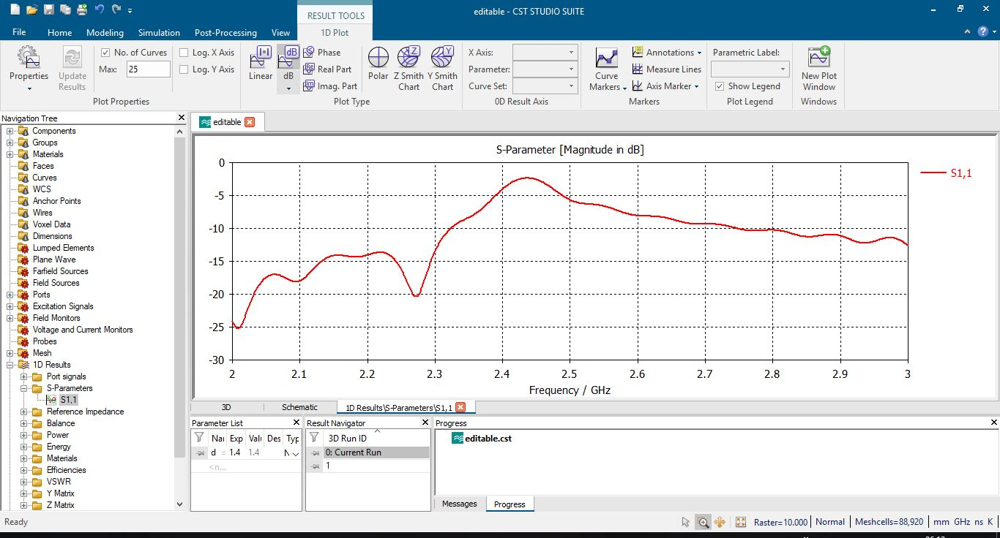 editable - CST STUDIO SUITE
RESULT TOOLS
File Home Modeling Simulation Post-Processing View 1D Plot
Properties
Update Results
No. of Curves
Max: 25
Log. X Axis
Log. Y Axis
Plot Properties
Linear
dB
Phase
Real Part
Imag. Part
Polar
Z Smith Chart
Y Smith Chart
Plot Type
X Axis:
Parameter:
Curve Set:
0D Result Axis
Curve Markers
Annotations
Measure Lines
Axis Marker
Markers
Parametric Label:
Show Legend
Plot Legend
New Plot Window
Windows
Navigation Tree
Components
Groups
Materials
Faces
Curves
WCS
Anchor Points
Wires
Voxel Data
Dimensions
Lumped Elements
Plane Wave
Farfield Sources
Field Sources
Ports
Excitation Signals
Field Monitors
Voltage and Current Monitors
Probes
Mesh
1D Results
Port signals
S-Parameters
S1,1
Reference Impedance
Balance
Power
Energy
Materials
Efficiencies
VSWR
Y Matrix
Z Matrix
editable
S-Parameter [Magnitude in dB]
0
-5
-10
-15
-20
-25
-30
2 2.1 2.2 2.3 2.4 2.5 2.6 2.7 2.8 2.9 3
Frequency / GHz
S1,1
3D Schematic 1D Results\S-Parameters\S1,1
Parameter List
Nai Exp Valu Des Typ
d = 1.4 1.4 N
<n...
Result Navigator
3D Run ID
0: Current Run
1
Progress
editable.cst
Messages Progress
Ready
Raster=10.000 Normal Meshcells=88,920 mm GHz ns K